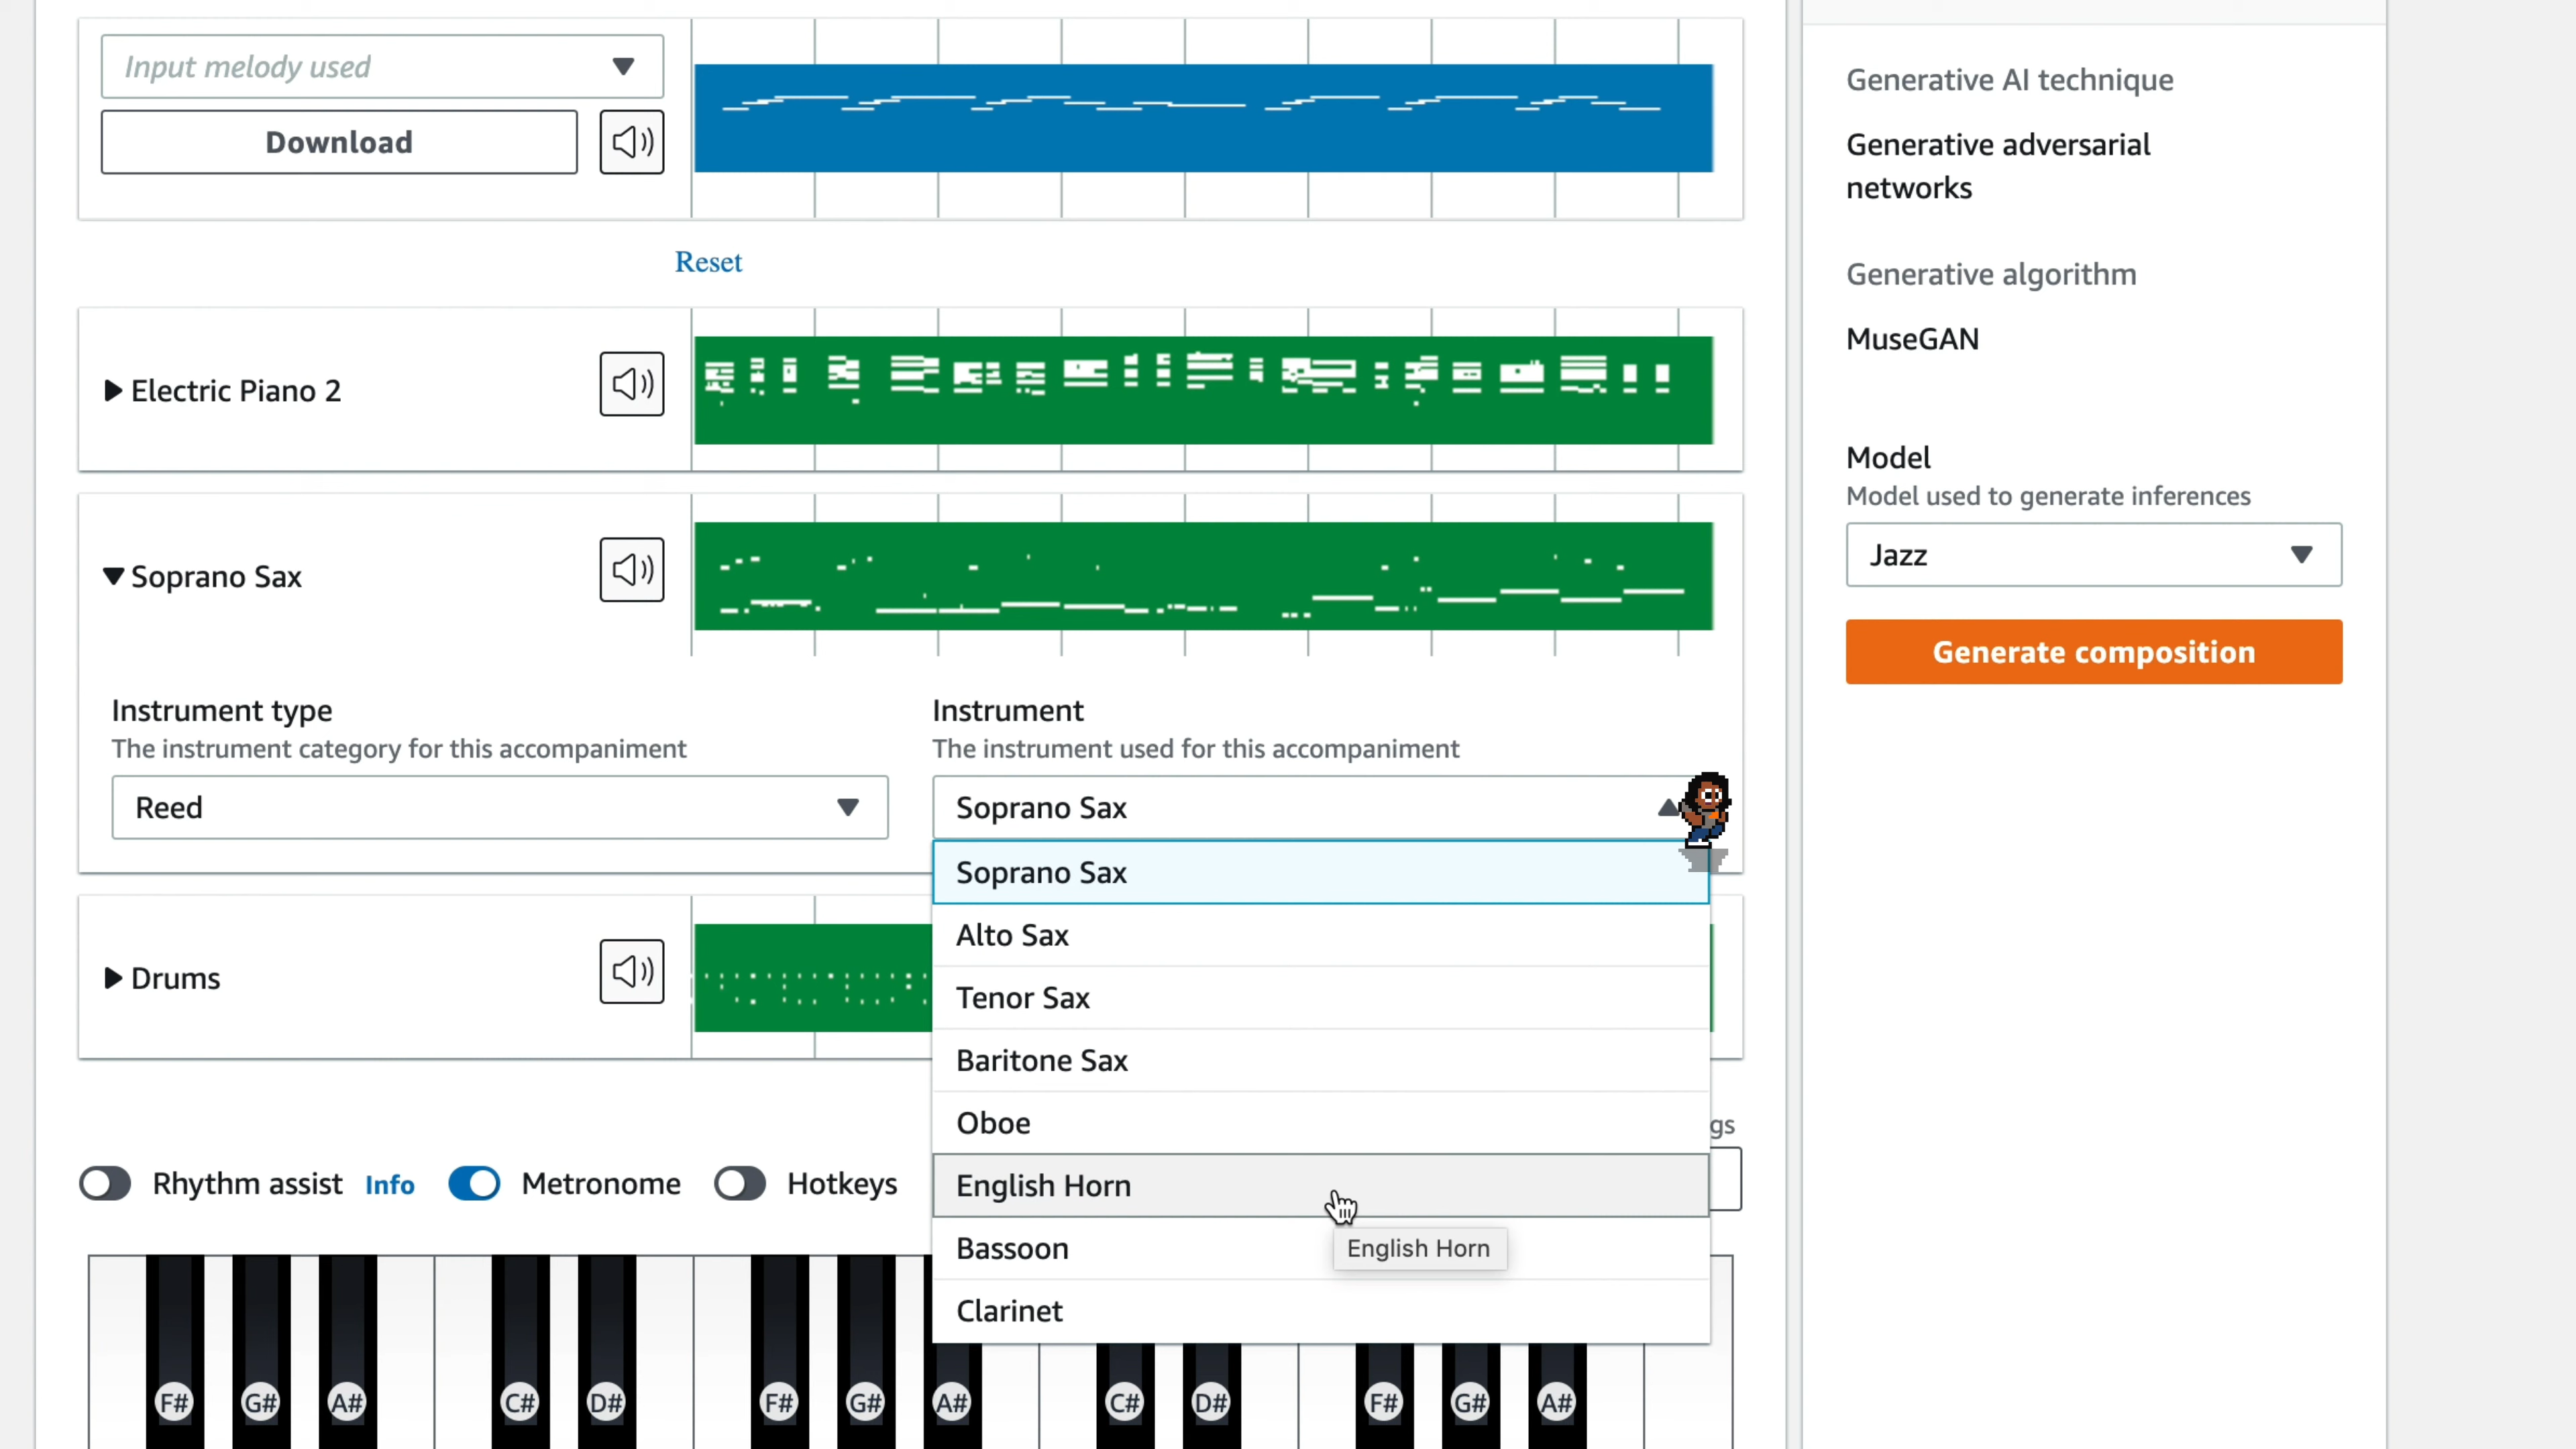 Input melody used
Download
Reset
Electric Piano 2
Soprano Sax
Instrument type
The instrument category for this accompaniment
Reed
Instrument
The instrument used for this accompaniment
Soprano Sax
Soprano Sax
Alto Sax
Tenor Sax
Baritone Sax
Oboe
English Horn
English Horn
Bassoon
Clarinet
Drums
gs
Rhythm assist Info Metronome Hotkeys
F# G# A# C# D# F# G# A# C# D# F# G# A#
Generative AI technique
Generative adversarial
networks
Generative algorithm
MuseGAN
Model
Model used to generate inferences
Jazz
Generate composition